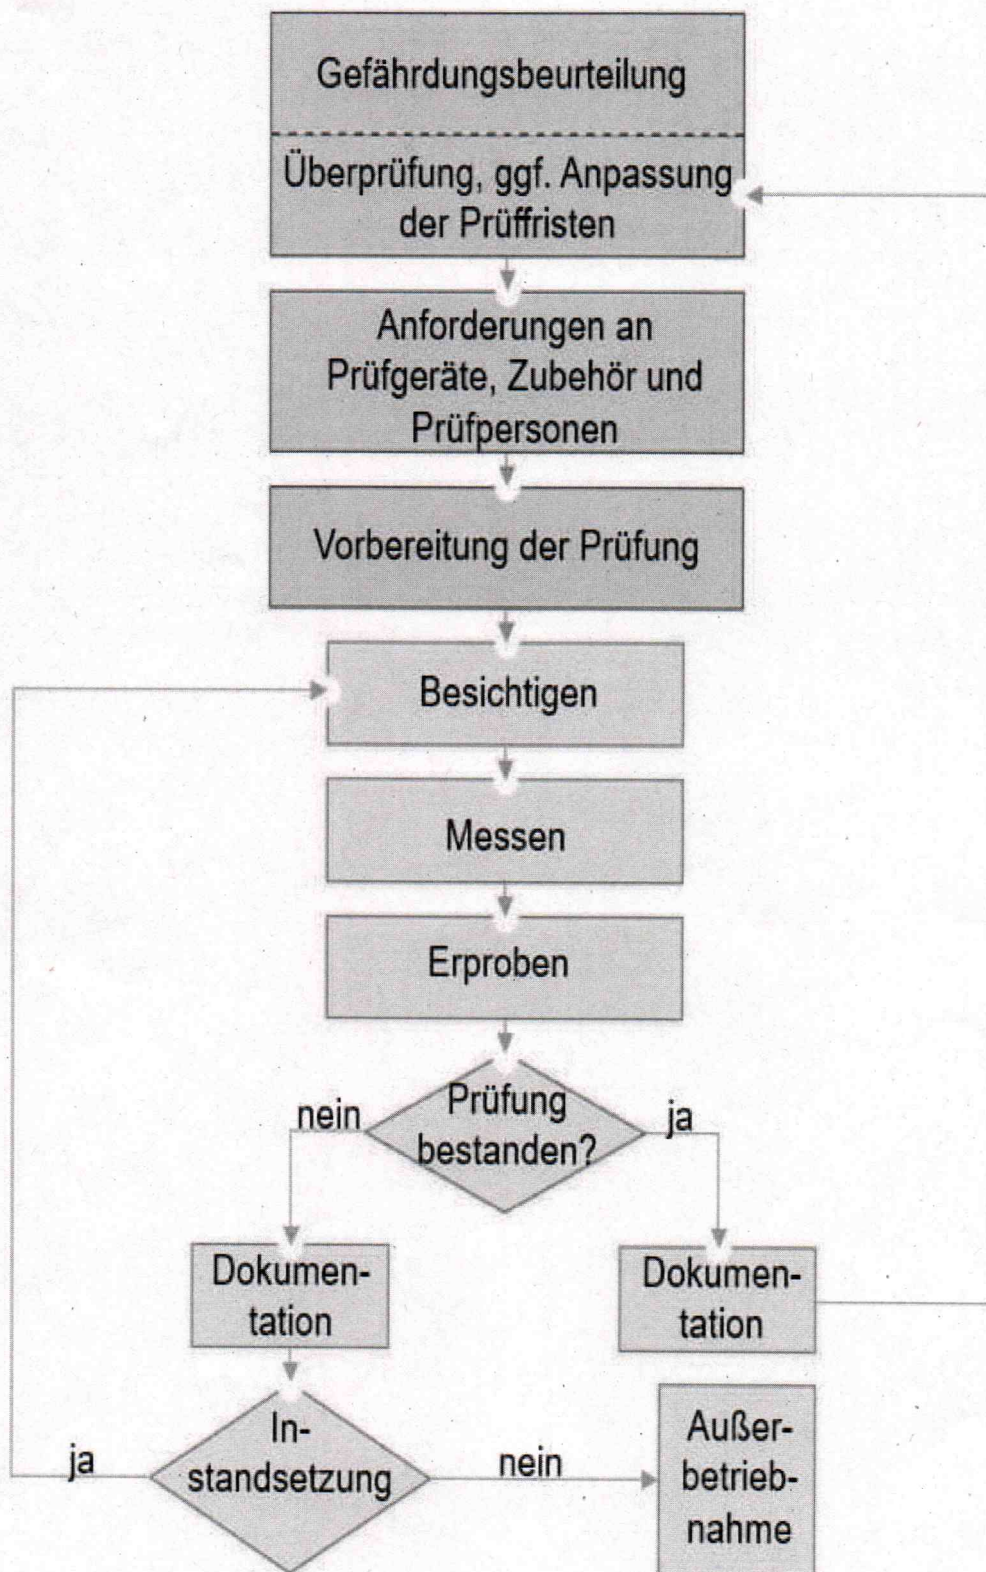 Gefährdungsbeurteilung
Überprüfung, ggf. Anpassung
der Prüffristen
Anforderungen an
Prüfgeräte, Zubehör und
Prüfpersonen
Vorbereitung der Prüfung
Besichtigen
Messen
Erproben
Prüfung
bestanden?
nein
ja
Dokumen-
tation
Dokumen-
tation
In-
standsetzung
ja
nein
Außer-
betrieb-
nahme